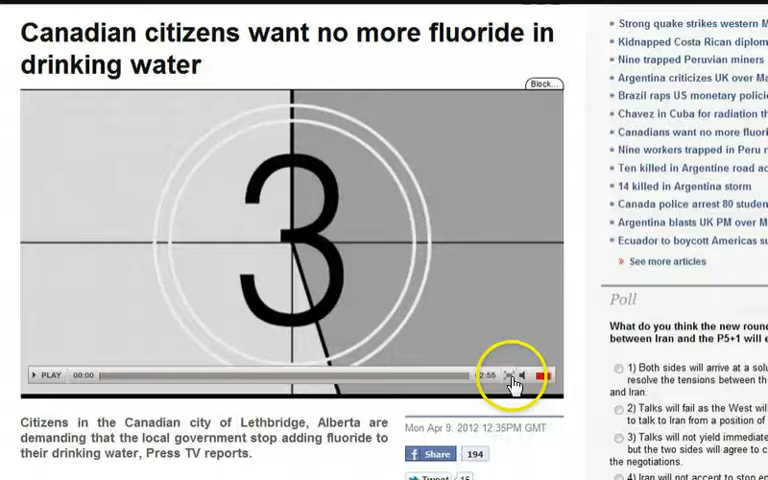 Canadian citizens want no more fluoride in
drinking water
Block...
3
PLAY 00:00 02:55
Citizens in the Canadian city of Lethbridge, Alberta are
demanding that the local government stop adding fluoride to
their drinking water, Press TV reports.
Mon Apr 9, 2012 12:35PM GMT
Share 194
Tweet 15
Strong quake strikes western M
Kidnapped Costa Rican diplom
Nine trapped Peruvian miners
Argentina criticizes UK over Ma
Brazil raps US monetary policie
Chavez in Cuba for radiation th
Canadians want no more fluori
Nine workers trapped in Peru
Ten killed in Argentine road ac
14 killed in Argentina storm
Canada police arrest 80 studen
Argentina blasts UK PM over M
Ecuador to boycott Americas su
» See more articles
Poll
What do you think the new roun
between Iran and the P5+1 will
1) Both sides will arrive at a solu
resolve the tensions between th
and Iran.
2) Talks will fail as the West will
to talk to Iran from a position of
3) Talks will not yield immediate
but the two sides will agree to c
the negotiations.
4) Iran will not accept to stop en